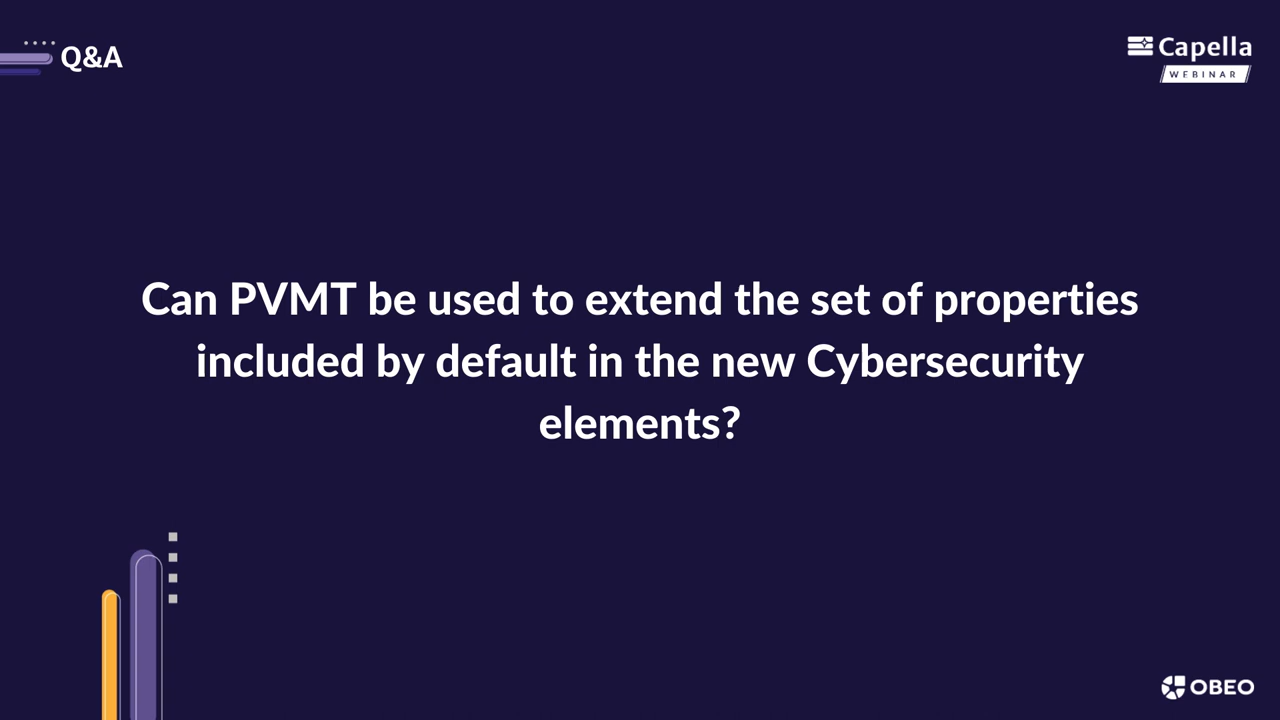 Q&A
Capella
WEBINAR
Can PVMT be used to extend the set of properties
included by default in the new Cybersecurity
elements?
OBEO